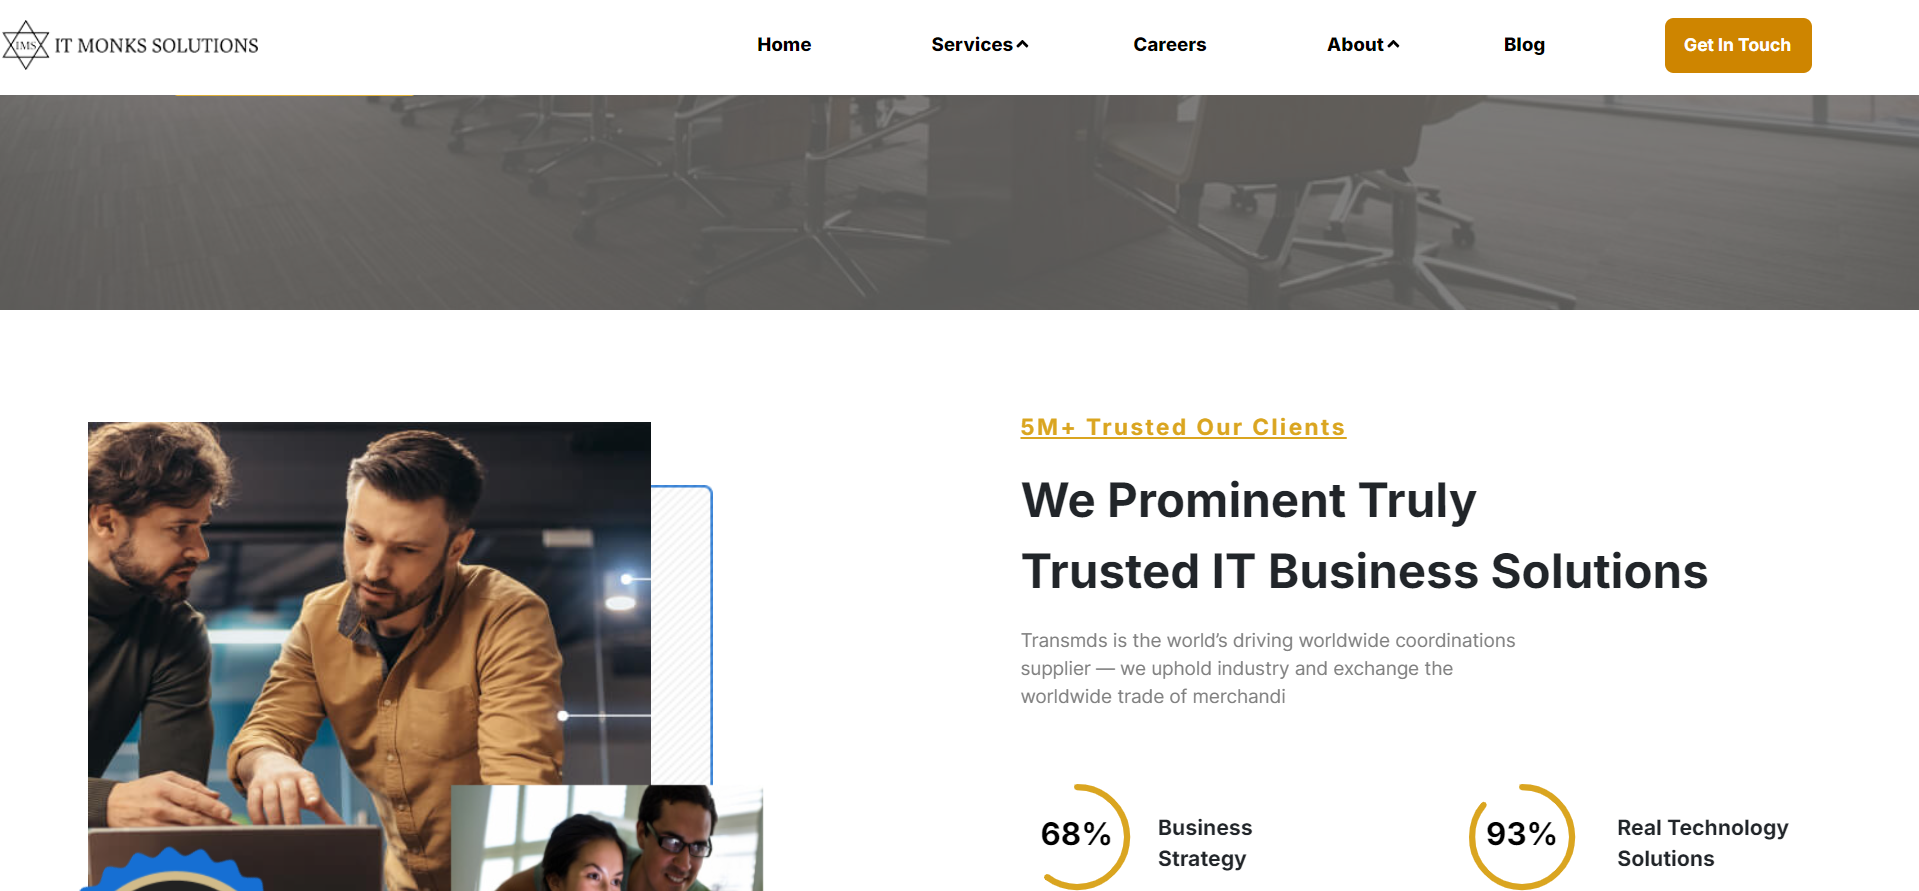 IMS IT MONKS SOLUTIONS
Home Services Careers About Blog Get In Touch
5M+ Trusted Our Clients
We Prominent Truly
Trusted IT Business Solutions
Transmds is the world’s driving worldwide coordinations
supplier — we uphold industry and exchange the
worldwide trade of merchandi
68%
Business
Strategy
93%
Real Technology
Solutions